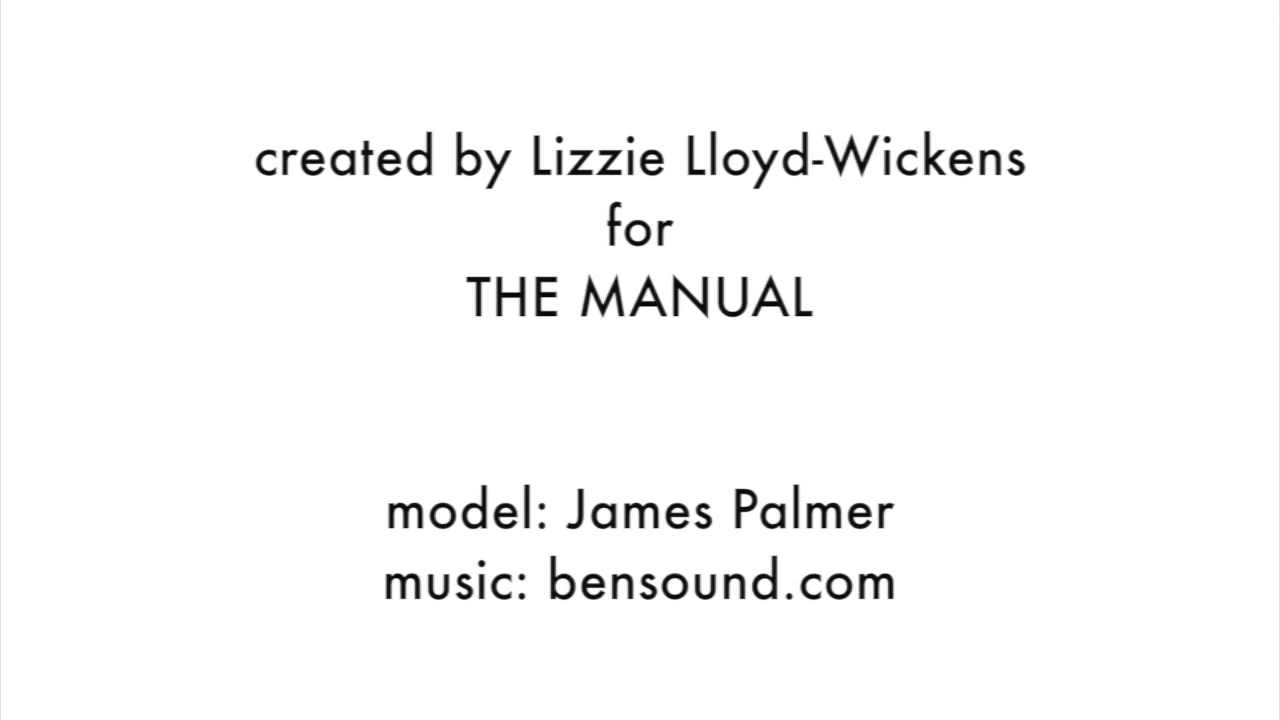 created by Lizzie Lloyd-Wickens
for
THE MANUAL
model: James Palmer
music: bensound.com